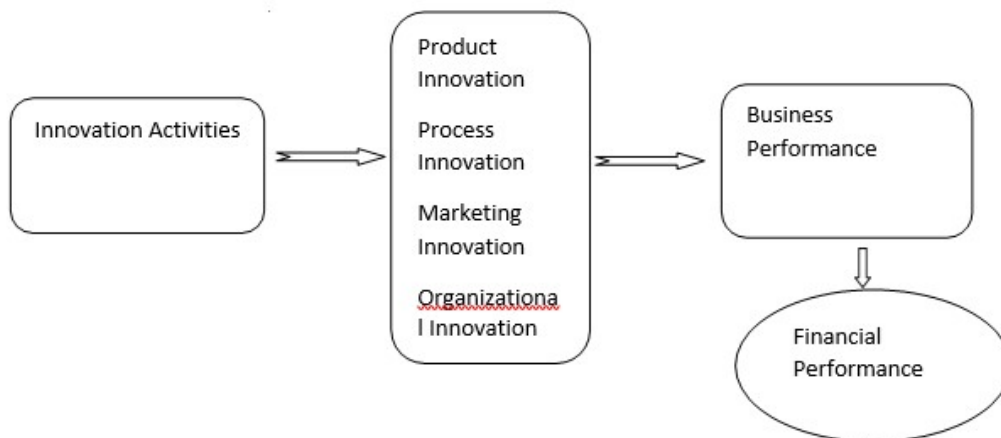 Innovation Activities
Product
Innovation
Process
Innovation
Marketing
Innovation
Organizationa
l Innovation
Business
Performance
Financial
Performance